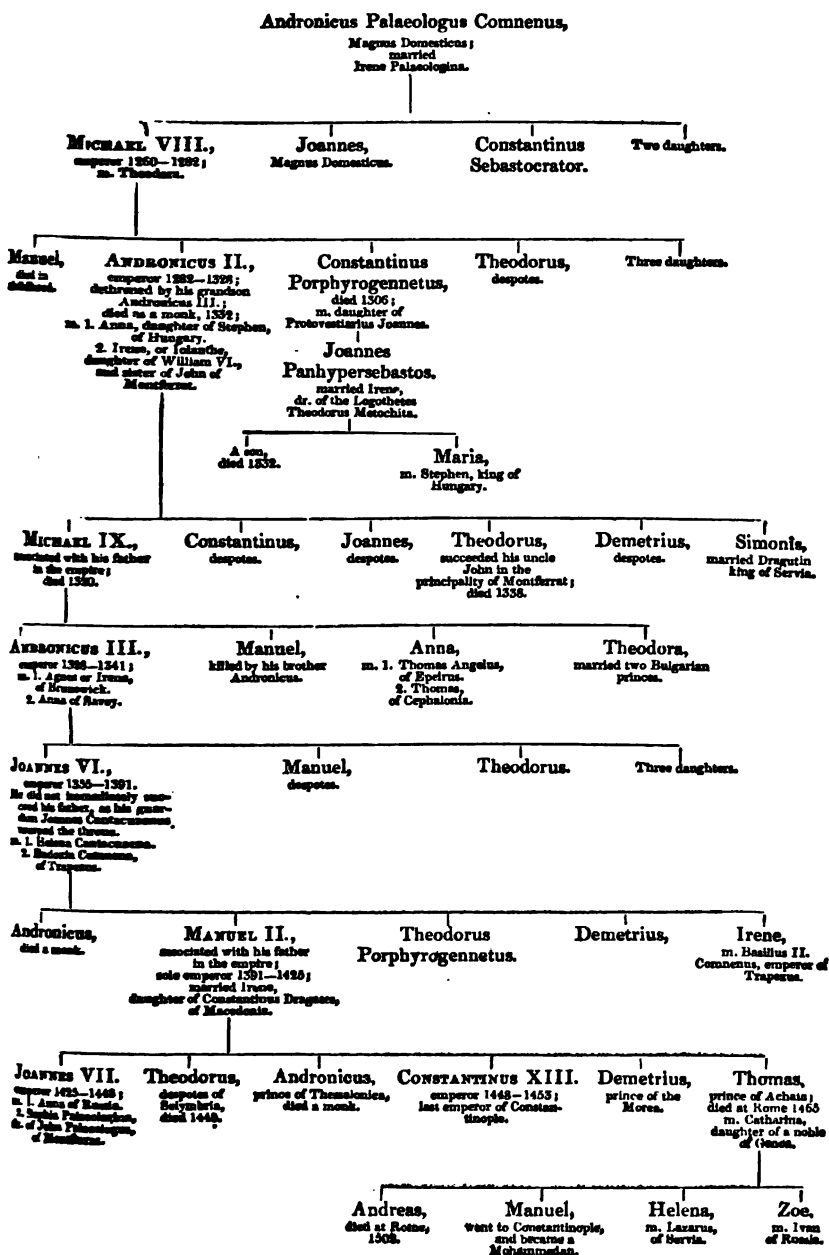 Andronicus Palaeologus Comnenus,
Magnus Domesticus;
married
Irene Palaeologina.
MICHAEL VIII.,
emperor 1260—1282;
m. Theodora.
Joannes,
Magnus Domesticus.
Constantinus
Sebastocrator.
Two daughters.
Manuel,
died in
childhood.
ANDRONICUS II.,
emperor 1282—1328;
dethroned by his grandson
Andronicus III.;
died as a monk, 1332;
m. 1. Anna, daughter of Stephen,
of Hungary.
2. Irene, or Iolanthe,
daughter of William VI.,
and sister of John of
Montferrat.
Constantinus
Porphyrogennetus,
died 1306;
m. daughter of
Protovestiarius Joannes.
Joannes
Panhypersebastos.
married Irene,
dr. of the Logothetes
Theodorus Metochita.
Theodorus,
despotes.
Three daughters.
A son,
died 1332.
Maria,
m. Stephen, king of
Hungary.
MICHAEL IX.,
associated with his father
in the empire;
died 1320.
Constantinus,
despotes.
Joannes,
despotes.
Theodorus,
succeeded his uncle
John in the
principality of Montferrat;
died 1338.
Demetrius,
despotes.
Simonis,
married Dragutin
king of Servia.
ANDRONICUS III.,
emperor 1328—1341;
m. 1. Agnes or Irene,
of Brunswick.
2. Anna of Savoy.
Manuel,
killed by his brother
Andronicus.
Anna,
m. 1. Thomas Angelus,
of Epeirus.
2. Thomas,
of Cephalonia.
Theodora,
married two Bulgarian
princes.
JOANNES VI.,
emperor 1355—1391.
He did not immediately suc-
ceed his father, as his guar-
dian Joannes Cantacuzenus
usurped the throne.
m. 1. Helena Cantacuzena.
2. Eudoxia Comnena,
of Trapezus.
Manuel,
despotes.
Theodorus.
Three daughters.
Andronicus,
died a monk.
MANUEL II.,
associated with his father
in the empire;
sole emperor 1391—1425;
married Irene,
daughter of Constantinus Dragases,
of Macedonia.
Theodorus
Porphyrogennetus.
Demetrius,
Irene,
m. Basilius II.
Comnenus, emperor of
Trapezus.
JOANNES VII.
emperor 1425—1448;
m. 1. Anna of Russia.
2. Sophia Palaeologina,
dr. of John Palaeologus,
of Montferrat.
Theodorus,
despotes of
Selymbria,
died 1448.
Andronicus,
prince of Thessalonica,
died a monk.
CONSTANTINUS XIII.
emperor 1448—1453;
last emperor of Constan-
tinople.
Demetrius,
prince of the
Morea.
Thomas,
prince of Achaia;
died at Rome 1465
m. Catharina,
daughter of a noble
of Genoa.
Andreas,
died at Rome,
1502.
Manuel,
went to Constantinople,
and became a
Mohammedan.
Helena,
m. Lazarus,
of Servia.
Zoe.
m. Ivan
of Russia.